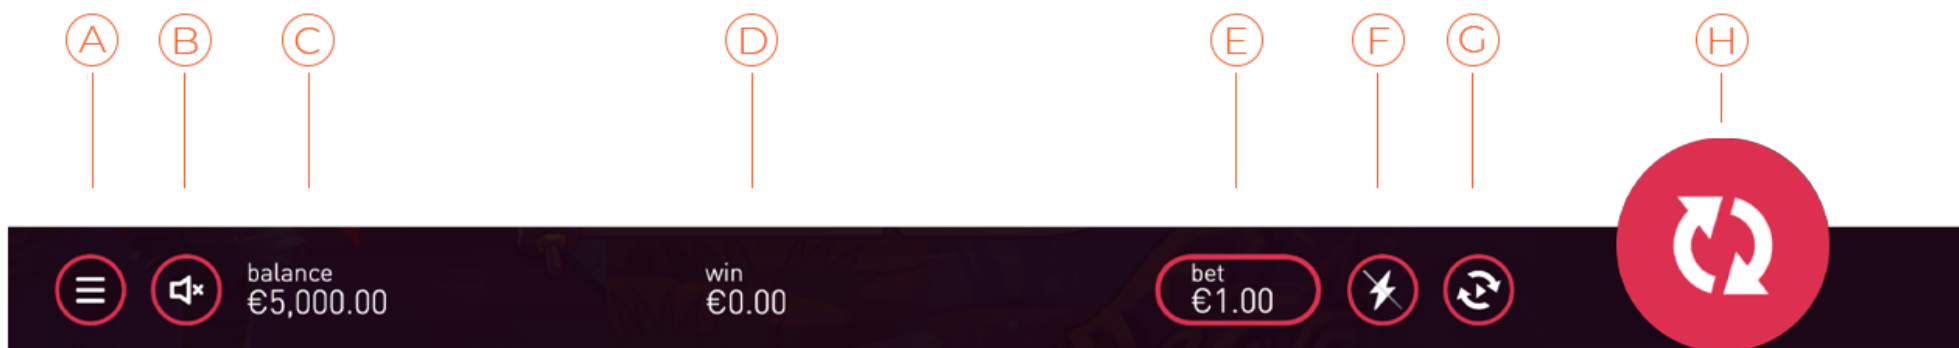 A B C D E F G H
balance
€5,000.00
win
€0.00
bet
€1.00